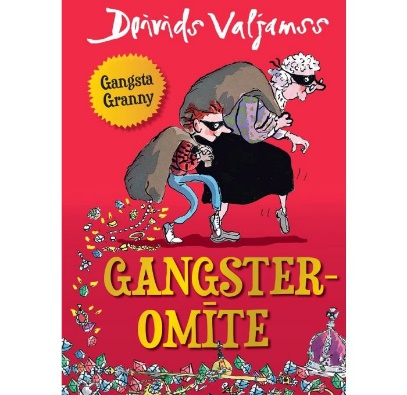 Deivids Valjamss
Gangsta
Granny
GANGSTER-
OMĪTE